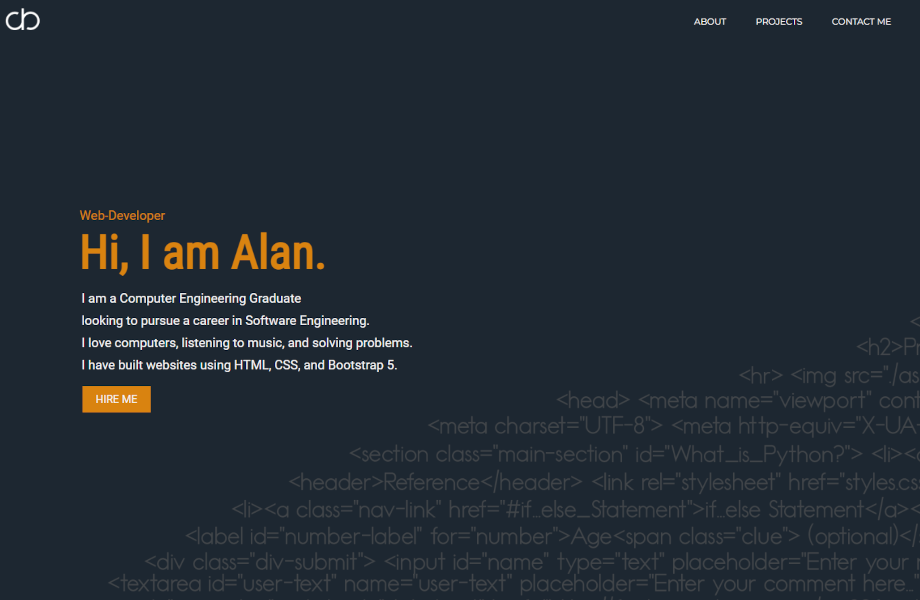 ABOUT PROJECTS CONTACT ME
Web-Developer
Hi, I am Alan.
I am a Computer Engineering Graduate
looking to pursue a career in Software Engineering.
I love computers, listening to music, and solving problems.
I have built websites using HTML, CSS, and Bootstrap 5.
HIRE ME
<
<h2>Pr
<hr> <img src="./as
<head> <meta name="viewport" cont
<meta charset="UTF-8"> <meta http-equiv="X-UA-
<section class="main-section" id="What_is_Python?"> <li><
<header>Reference</header> <link rel="stylesheet" href="styles.css
<li><a class="nav-link" href="#if...else_Statement">if...else Statement</a><
<label id="number-label" for="number">Age<span class="clue"> (optional)</
<div class="div-submit"> <input id="name" type="text" placeholder="Enter your
<textarea id="user-text" name="user-text" placeholder="Enter your comment here..."